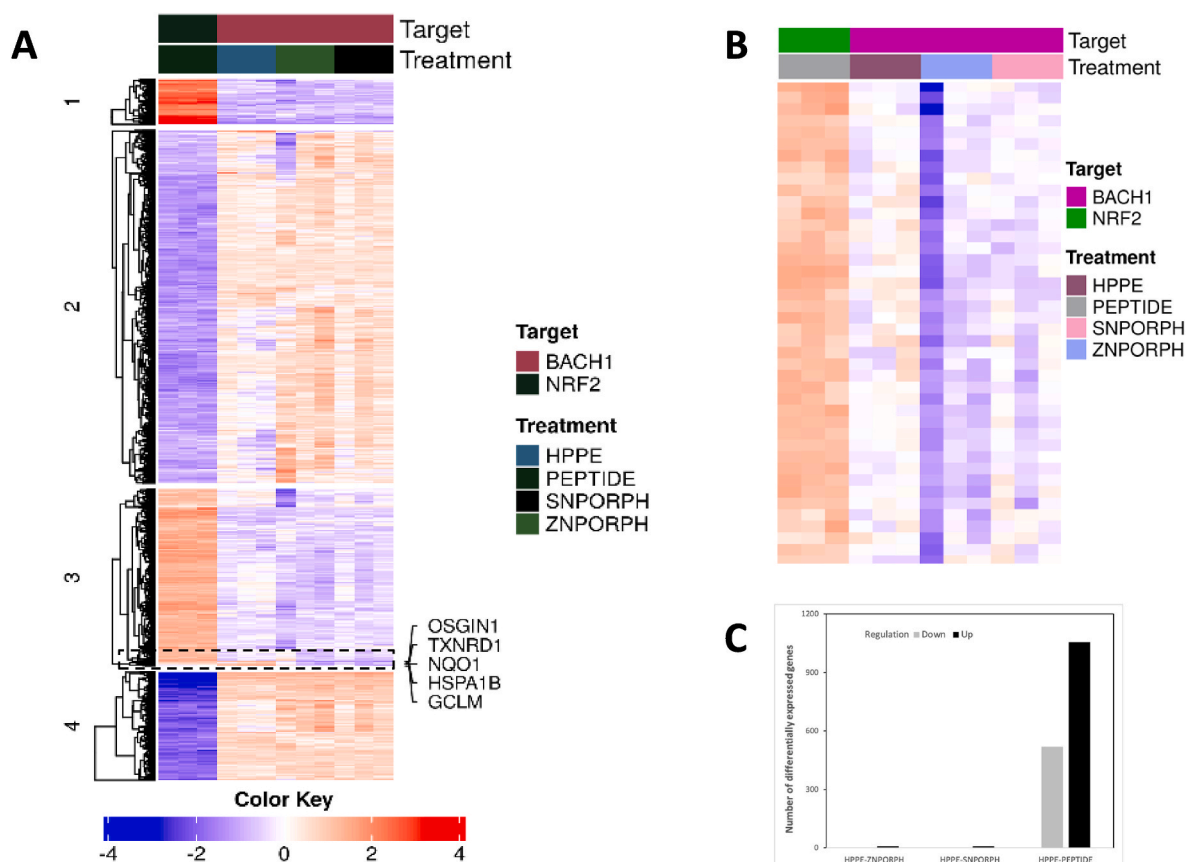 A
Target
Treatment
1
2
3
4
OSGIN1
TXNRD1
NQO1
HSPA1B
GCLM
Target
BACH1
NRF2
Treatment
HPPE
PEPTIDE
SNPORPH
ZNPORPH
Color Key
-4 -2 0 2 4
B
Target
Treatment
Target
BACH1
NRF2
Treatment
HPPE
PEPTIDE
SNPORPH
ZNPORPH
C
Number of differentially expressed genes
1200
900
600
300
0
Regulation Down Up
HPPE-ZNPORPH HPPE-SNPORPH HPPE-PEPTIDE